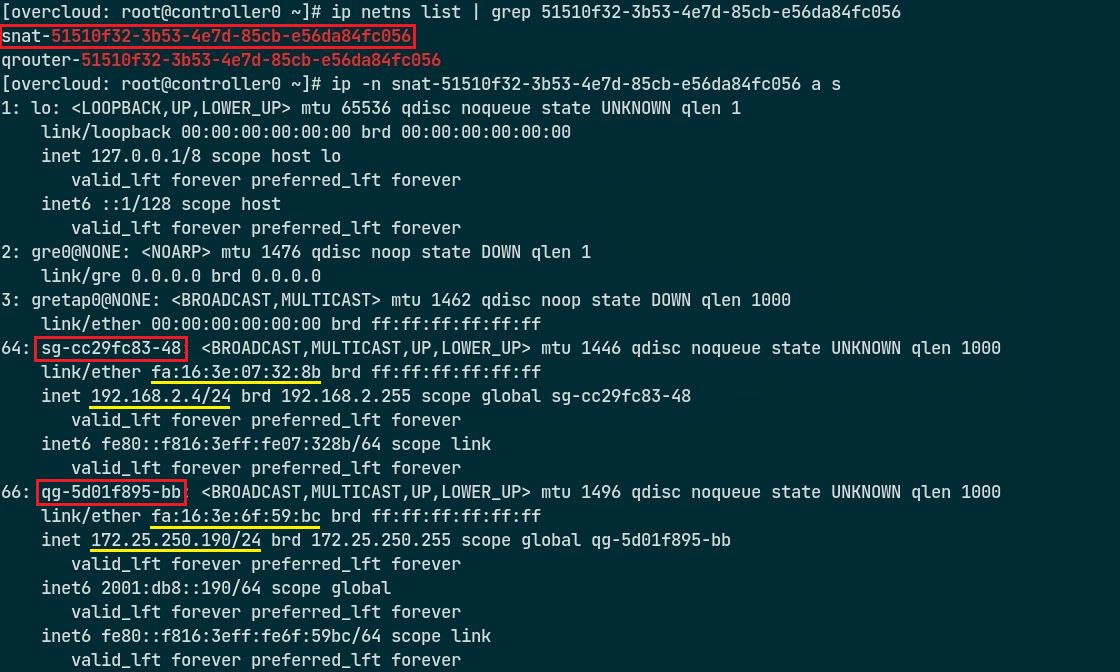 [overcloud: root@controller0 ~]# ip netns list | grep 51510f32-3b53-4e7d-85cb-e56da84fc056
snat-51510f32-3b53-4e7d-85cb-e56da84fc056
qrouter-51510f32-3b53-4e7d-85cb-e56da84fc056
[overcloud: root@controller0 ~]# ip -n snat-51510f32-3b53-4e7d-85cb-e56da84fc056 a s
1: lo: <LOOPBACK,UP,LOWER_UP> mtu 65536 qdisc noqueue state UNKNOWN qlen 1
    link/loopback 00:00:00:00:00:00 brd 00:00:00:00:00:00
    inet 127.0.0.1/8 scope host lo
       valid_lft forever preferred_lft forever
    inet6 ::1/128 scope host
       valid_lft forever preferred_lft forever
2: gre0@NONE: <NOARP> mtu 1476 qdisc noop state DOWN qlen 1
    link/gre 0.0.0.0 brd 0.0.0.0
3: gretap0@NONE: <BROADCAST,MULTICAST> mtu 1462 qdisc noop state DOWN qlen 1000
    link/ether 00:00:00:00:00:00 brd ff:ff:ff:ff:ff:ff
64: sg-cc29fc83-48: <BROADCAST,MULTICAST,UP,LOWER_UP> mtu 1446 qdisc noqueue state UNKNOWN qlen 1000
    link/ether fa:16:3e:07:32:8b brd ff:ff:ff:ff:ff:ff
    inet 192.168.2.4/24 brd 192.168.2.255 scope global sg-cc29fc83-48
       valid_lft forever preferred_lft forever
    inet6 fe80::f816:3eff:fe07:328b/64 scope link
       valid_lft forever preferred_lft forever
66: qg-5d01f895-bb: <BROADCAST,MULTICAST,UP,LOWER_UP> mtu 1496 qdisc noqueue state UNKNOWN qlen 1000
    link/ether fa:16:3e:6f:59:bc brd ff:ff:ff:ff:ff:ff
    inet 172.25.250.190/24 brd 172.25.250.255 scope global qg-5d01f895-bb
       valid_lft forever preferred_lft forever
    inet6 2001:db8::190/64 scope global
       valid_lft forever preferred_lft forever
    inet6 fe80::f816:3eff:fe6f:59bc/64 scope link
       valid_lft forever preferred_lft forever